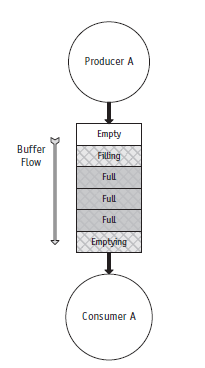 Producer A
Empty
Buffer
Flow
Filling
Full
Full
Full
Emptying
Consumer A